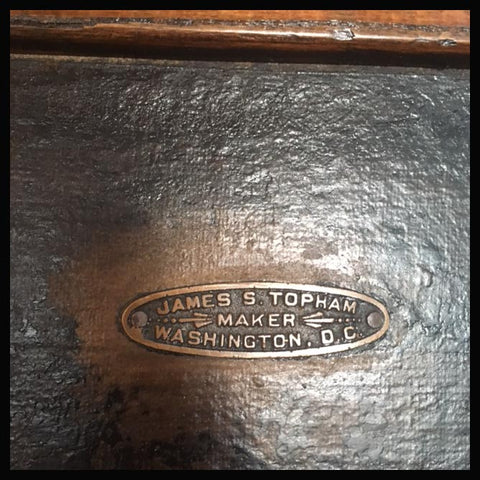 JAMES S. TOPHAM
MAKER
WASHINGTON, D.C.